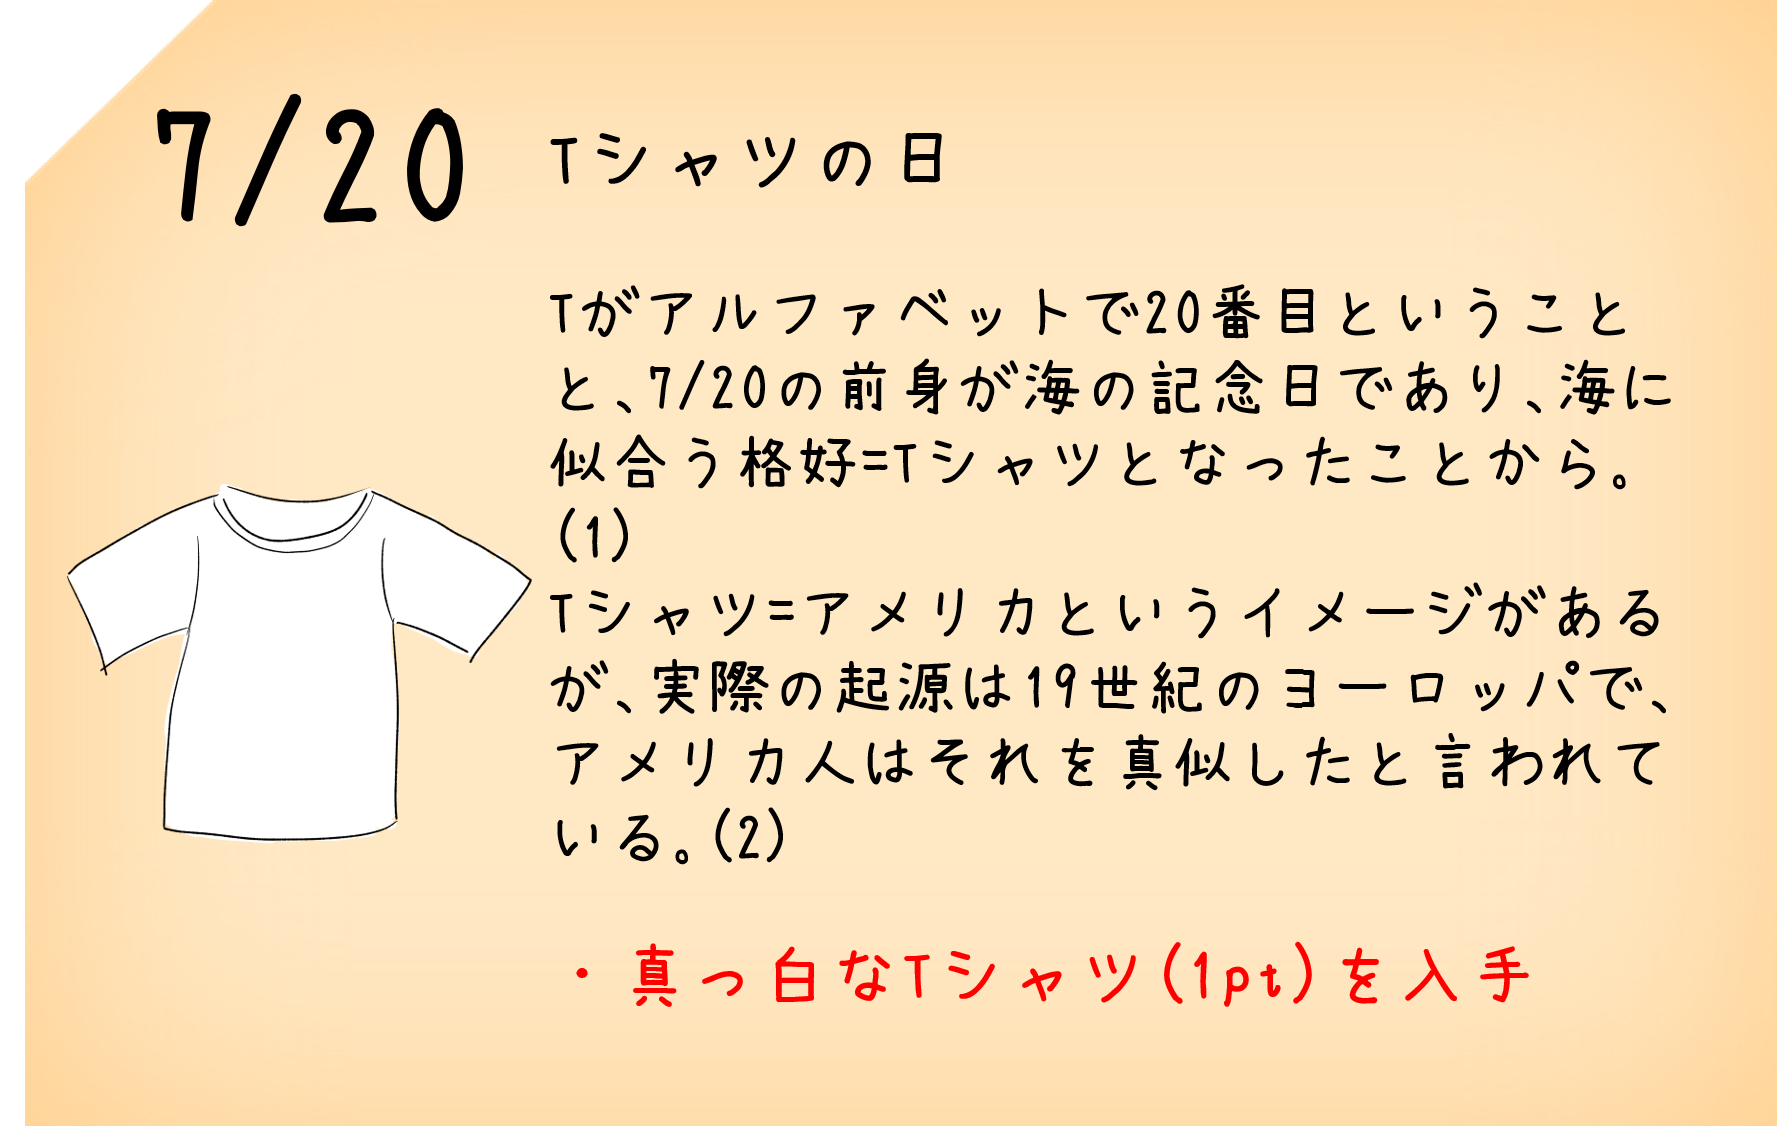 7/20 Tシャツの日
Tがアルファベットで20番目ということ
と、7/20の前身が海の記念日であり、海に
似合う格好=Tシャツとなったことから。
(1)
Tシャツ=アメリカというイメージがある
が、実際の起源は19世紀のヨーロッパで、
アメリカ人はそれを真似したと言われて
いる。(2)
・真っ白なTシャツ(1pt)を入手